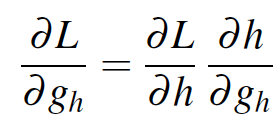 ∂L/∂g_h = ∂L/∂h ∂h/∂g_h